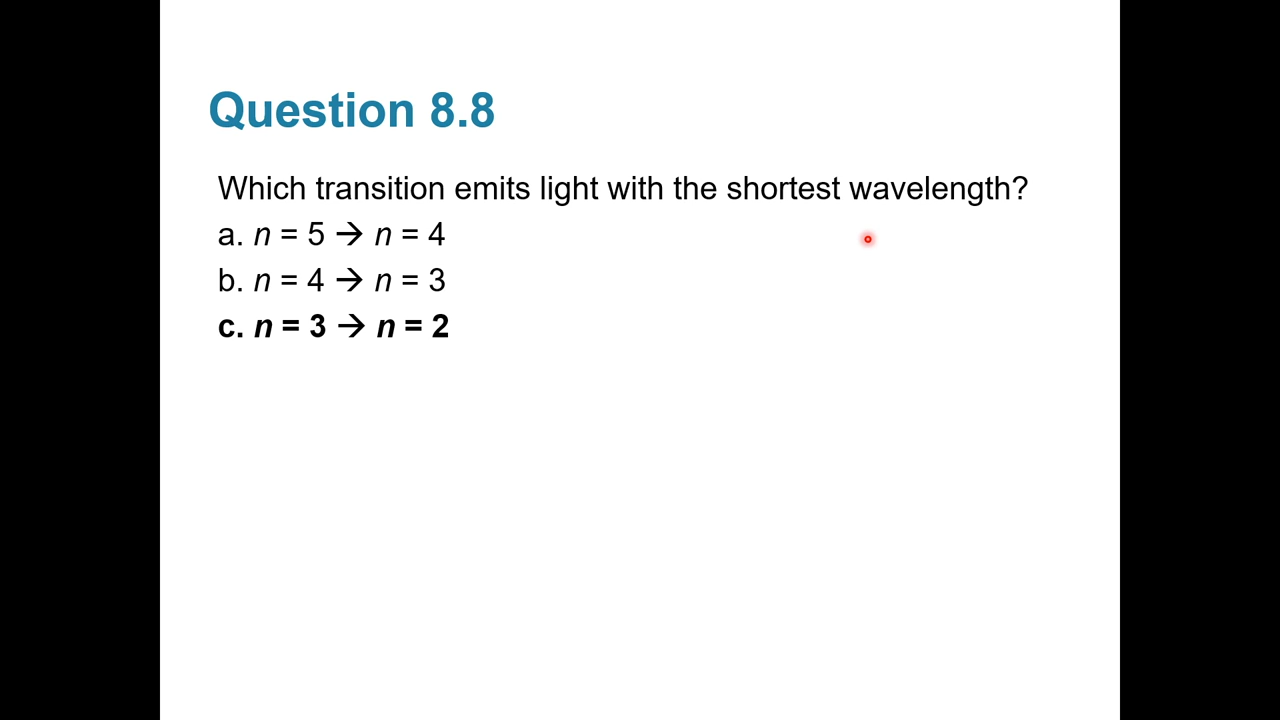 Question 8.8
Which transition emits light with the shortest wavelength?
a. n = 5 → n = 4
b. n = 4 → n = 3
c. n = 3 → n = 2